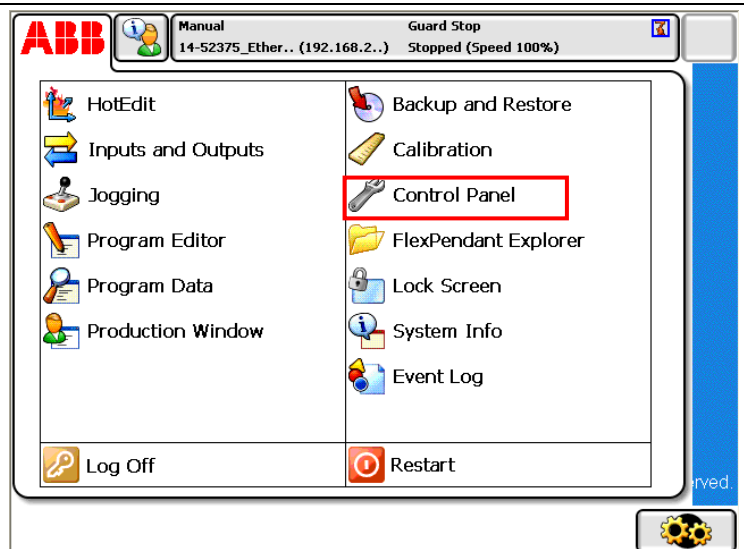 ABB
Manual Guard Stop
14-52375_Ether.. (192.168.2..) Stopped (Speed 100%)
HotEdit
Inputs and Outputs
Jogging
Program Editor
Program Data
Production Window
Backup and Restore
Calibration
Control Panel
FlexPendant Explorer
Lock Screen
System Info
Event Log
Log Off
Restart
erved.